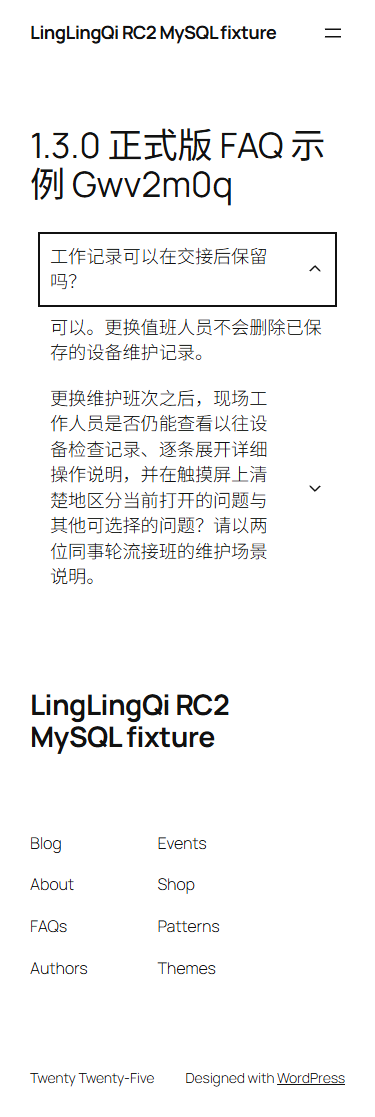 LingLingQi RC2 MySQL fixture
1.3.0 正式版 FAQ 示
例 Gwv2m0q
工作记录可以在交接后保留
吗？
可以。更换值班人员不会删除已保
存的设备维护记录。
更换维护班次之后，现场工
作人员是否仍能查看以往设
备检查记录、逐条展开详细
操作说明，并在触摸屏上清
楚地区分当前打开的问题与
其他可选择的问题？请以两
位同事轮流接班的维护场景
说明。
LingLingQi RC2
MySQL fixture
Blog
About
FAQs
Authors
Events
Shop
Patterns
Themes
Twenty Twenty-Five
Designed with WordPress